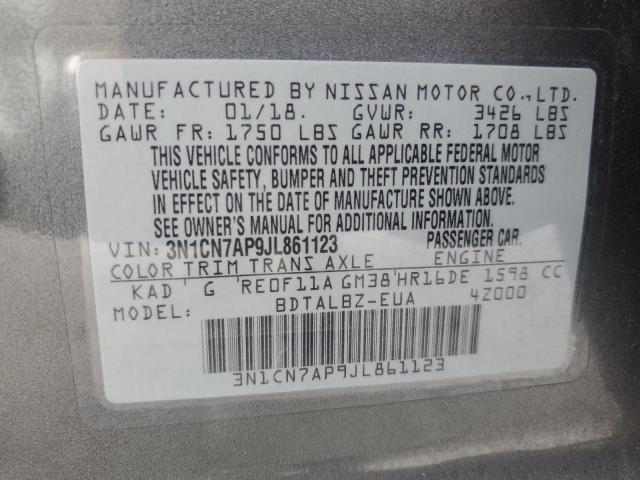 MANUFACTURED BY NISSAN MOTOR CO.,LTD.
DATE: 01/18. GVWR: 3426 LBS
GAWR FR: 1750 LBS GAWR RR: 1708 LBS
THIS VEHICLE CONFORMS TO ALL APPLICABLE FEDERAL MOTOR
VEHICLE SAFETY, BUMPER AND THEFT PREVENTION STANDARDS
IN EFFECT ON THE DATE OF MANUFACTURE SHOWN ABOVE.
SEE OWNER'S MANUAL FOR ADDITIONAL INFORMATION.
VIN: 3N1CN7AP9JL861123 PASSENGER CAR.
COLOR TRIM TRANS AXLE ENGINE
KAD ' G 'RE0F11A GM38'HR16DE 1598 CC
MODEL: BDTALBZ-EUA 4Z000
3N1CN7AP9JL861123